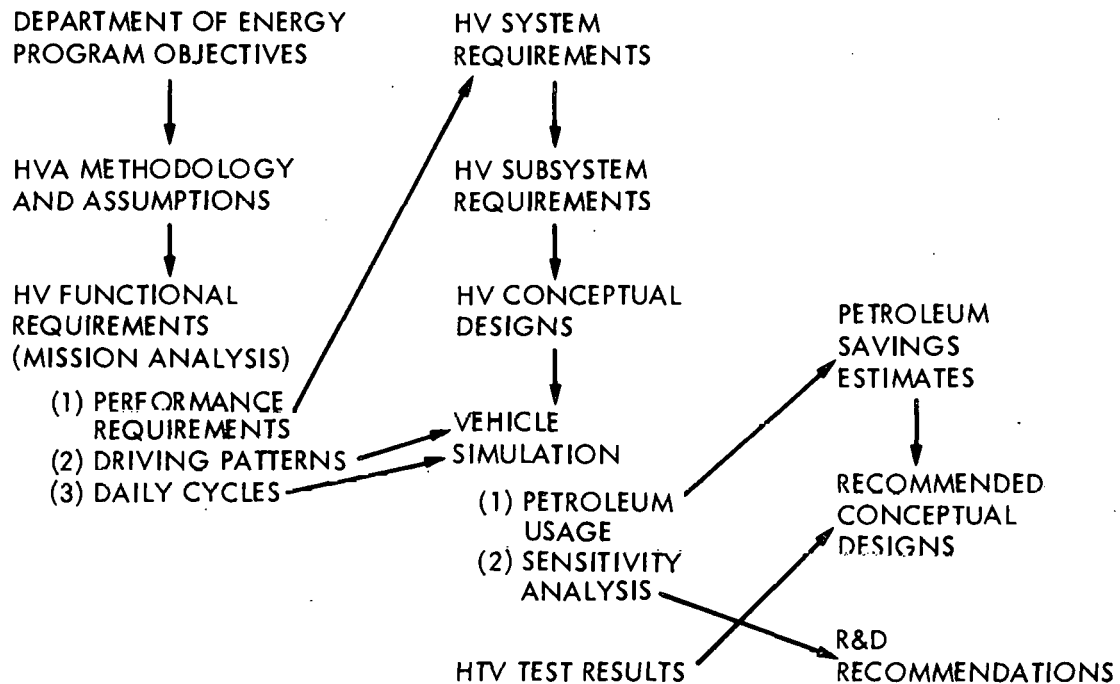 DEPARTMENT OF ENERGY
PROGRAM OBJECTIVES
HVA METHODOLOGY
AND ASSUMPTIONS
HV FUNCTIONAL
REQUIREMENTS
(MISSION ANALYSIS)
(1) PERFORMANCE
REQUIREMENTS
(2) DRIVING PATTERNS
(3) DAILY CYCLES
HV SYSTEM
REQUIREMENTS
HV SUBSYSTEM
REQUIREMENTS
HV CONCEPTUAL
DESIGNS
VEHICLE
SIMULATION
(1) PETROLEUM
USAGE
(2) SENSITIVITY
ANALYSIS
HTV TEST RESULTS
PETROLEUM
SAVINGS
ESTIMATES
RECOMMENDED
CONCEPTUAL
DESIGNS
R&D
RECOMMENDATIONS